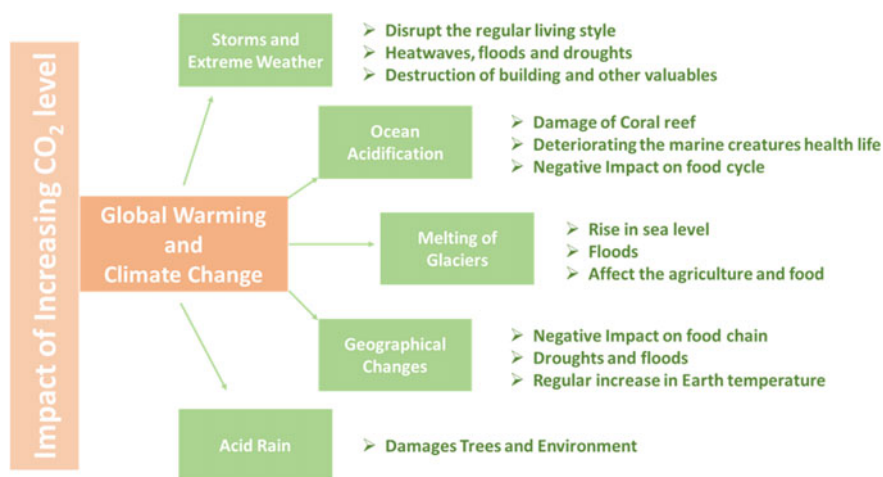 Impact of Increasing CO₂ level
Global Warming
and
Climate Change
Storms and
Extreme Weather
➢ Disrupt the regular living style
➢ Heatwaves, floods and droughts
➢ Destruction of building and other valuables
Ocean
Acidification
➢ Damage of Coral reef
➢ Deteriorating the marine creatures health life
➢ Negative Impact on food cycle
Melting of
Glaciers
➢ Rise in sea level
➢ Floods
➢ Affect the agriculture and food
Geographical
Changes
➢ Negative Impact on food chain
➢ Droughts and floods
➢ Regular increase in Earth temperature
Acid Rain
➢ Damages Trees and Environment